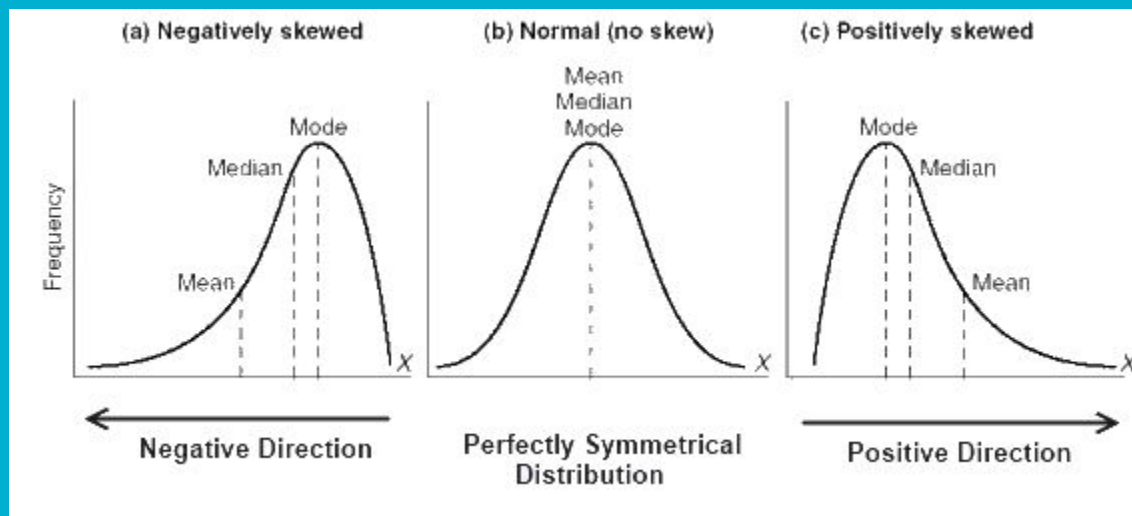 (a) Negatively skewed
(b) Normal (no skew)
(c) Positively skewed
Frequency
Mode
Median
Mean
X
Mean
Median
Mode
X
Mode
Median
Mean
X
Negative Direction
Perfectly Symmetrical
Distribution
Positive Direction